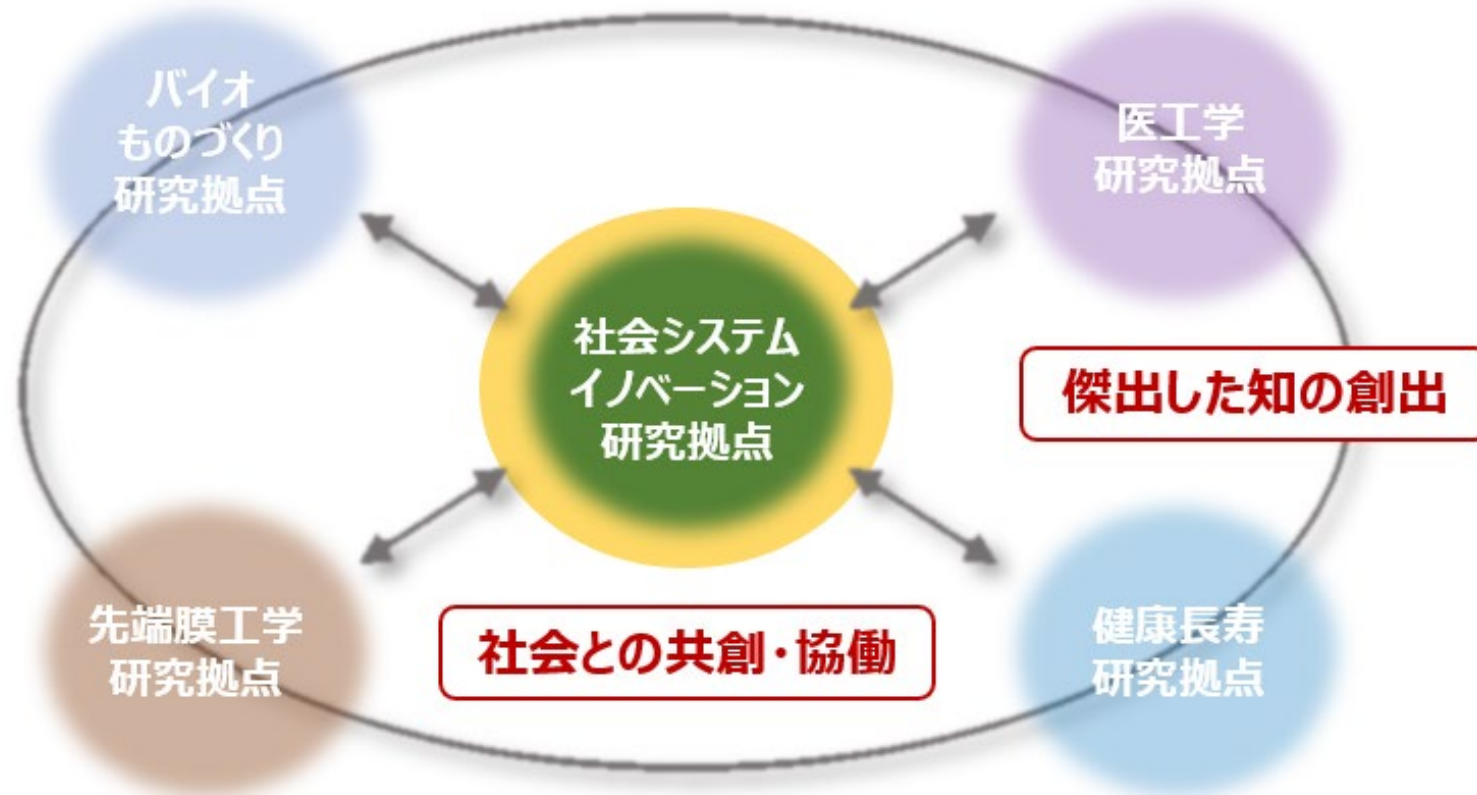 バイオ
ものづくり
研究拠点
医工学
研究拠点
社会システム
イノベーション
研究拠点
傑出した知の創出
先端膜工学
研究拠点
社会との共創・協働
健康長寿
研究拠点